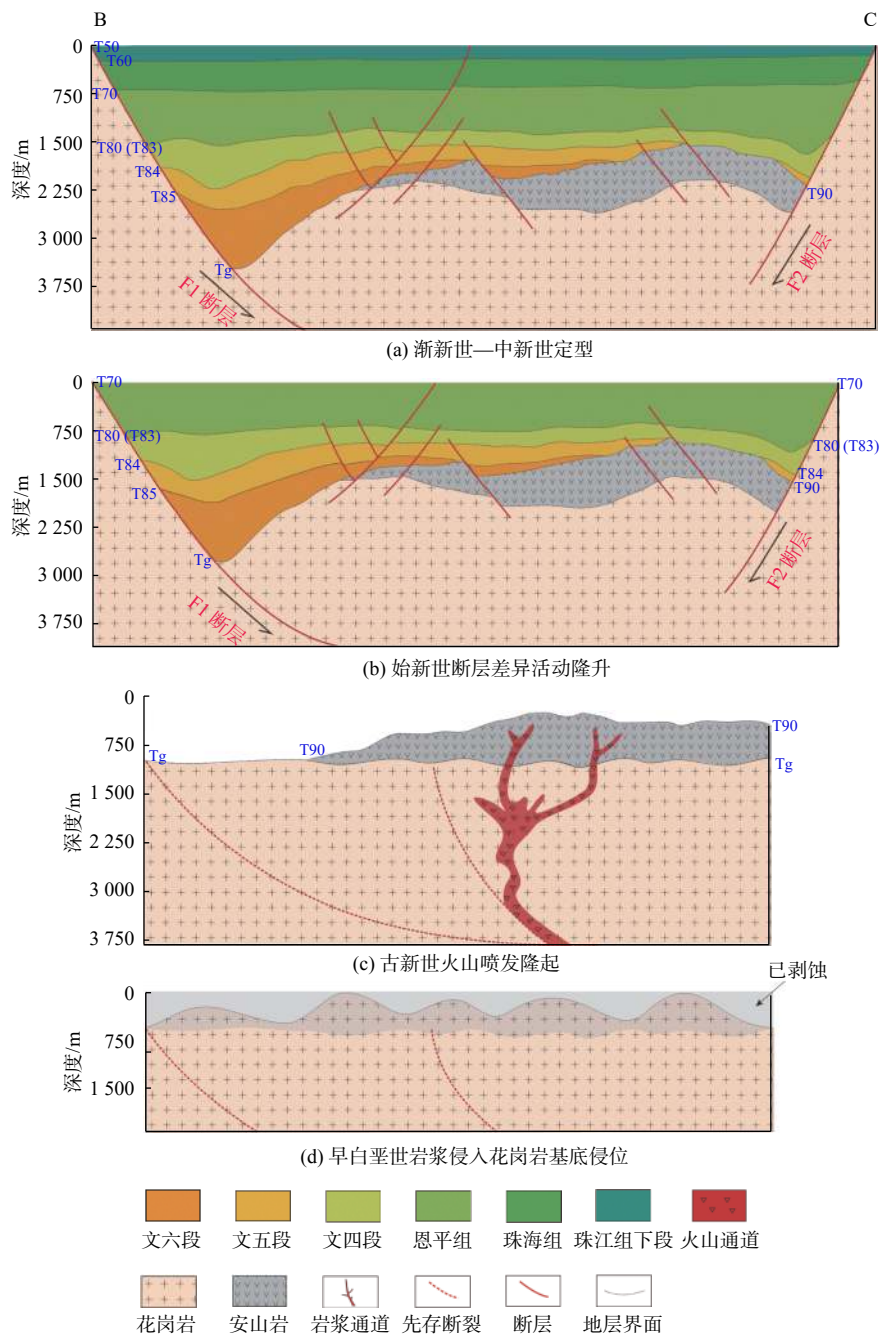 B
C
0
T50
T60
750
T70
1 500
T80 (T83)
T84
2 250
T85
T90
3 000
Tg
3 750
深度/m
F1 断层
F2 断层
(a) 渐新世—中新世定型
0
T70
T70
750
T80 (T83)
T80 (T83)
T84
T84
1 500
T85
T90
2 250
Tg
3 000
3 750
深度/m
F1 断层
F2 断层
(b) 始新世断层差异活动隆升
0
T90
750
Tg
T90
Tg
1 500
2 250
3 000
3 750
深度/m
(c) 古新世火山喷发隆起
已剥蚀
0
750
1 500
深度/m
(d) 早白垩世岩浆侵入花岗岩基底侵位
文六段
文五段
文四段
恩平组
珠海组
珠江组下段
火山通道
花岗岩
安山岩
岩浆通道
先存断裂
断层
地层界面